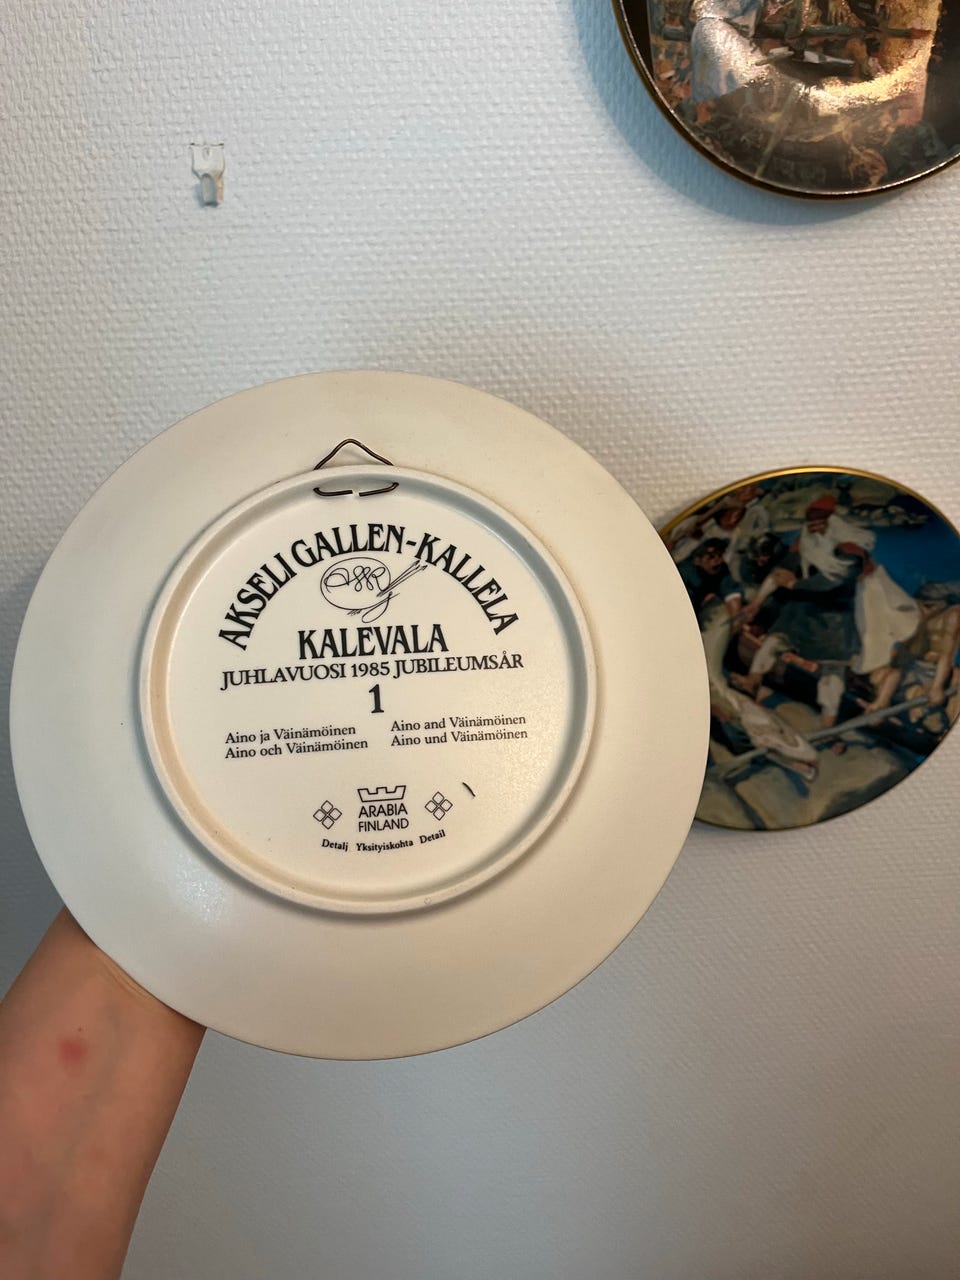 AKSELI GALLEN-KALLELA
KALEVALA
JUHLAVUOSI 1985 JUBILEUMSÅR
1
Aino ja Väinämöinen
Aino och Väinämöinen
Aino and Väinämöinen
Aino und Väinämöinen
ARABIA
FINLAND
Detalj Yksityiskohta Detail